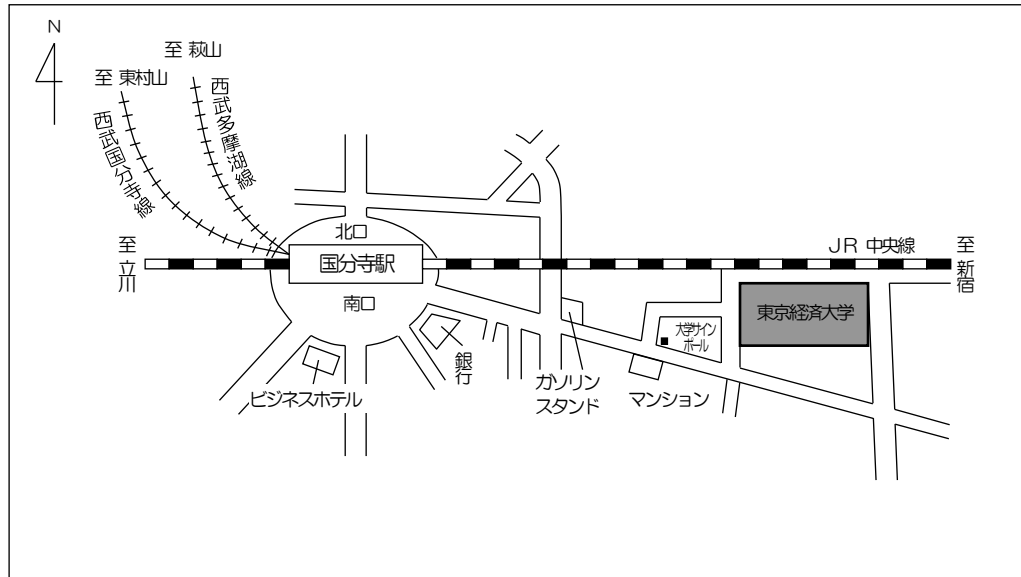 N
至 萩山
至 東村山
西武多摩湖線
西武国分寺線
北口
JR 中央線
至新宿
至立川
国分寺駅
南口
東京経済大学
大学サイン
ポール
銀行
ガソリン
スタンド
マンション
ビジネスホテル